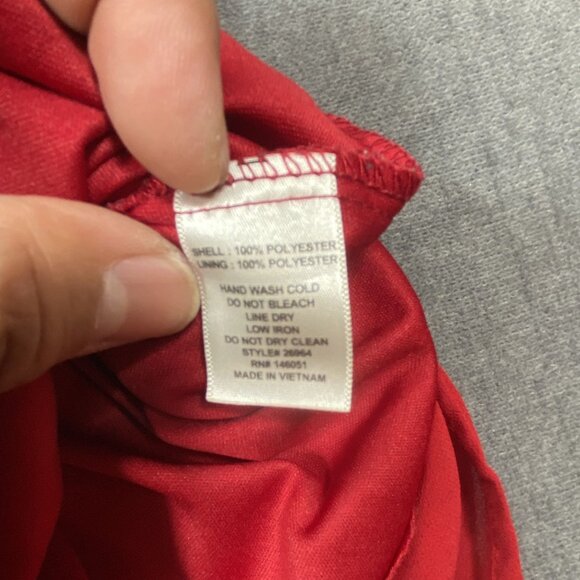 SHELL : 100% POLYESTER
LINING : 100% POLYESTER
HAND WASH COLD
DO NOT BLEACH
LINE DRY
LOW IRON
DO NOT DRY CLEAN
STYLE# 26964
RN# 146051
MADE IN VIETNAM